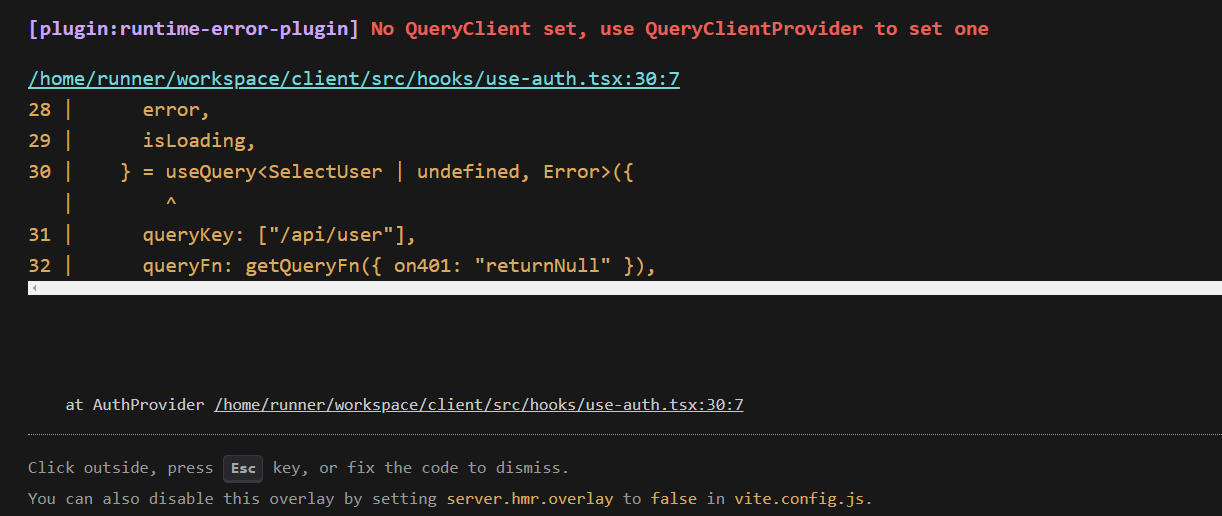 [plugin:runtime-error-plugin] No QueryClient set, use QueryClientProvider to set one
/home/runner/workspace/client/src/hooks/use-auth.tsx:30:7
28 |      error,
29 |      isLoading,
30 |    } = useQuery<SelectUser | undefined, Error>({
   |        ^
31 |      queryKey: ["/api/user"],
32 |      queryFn: getQueryFn({ on401: "returnNull" }),
at AuthProvider /home/runner/workspace/client/src/hooks/use-auth.tsx:30:7
Click outside, press Esc key, or fix the code to dismiss.
You can also disable this overlay by setting server.hmr.overlay to false in vite.config.js.